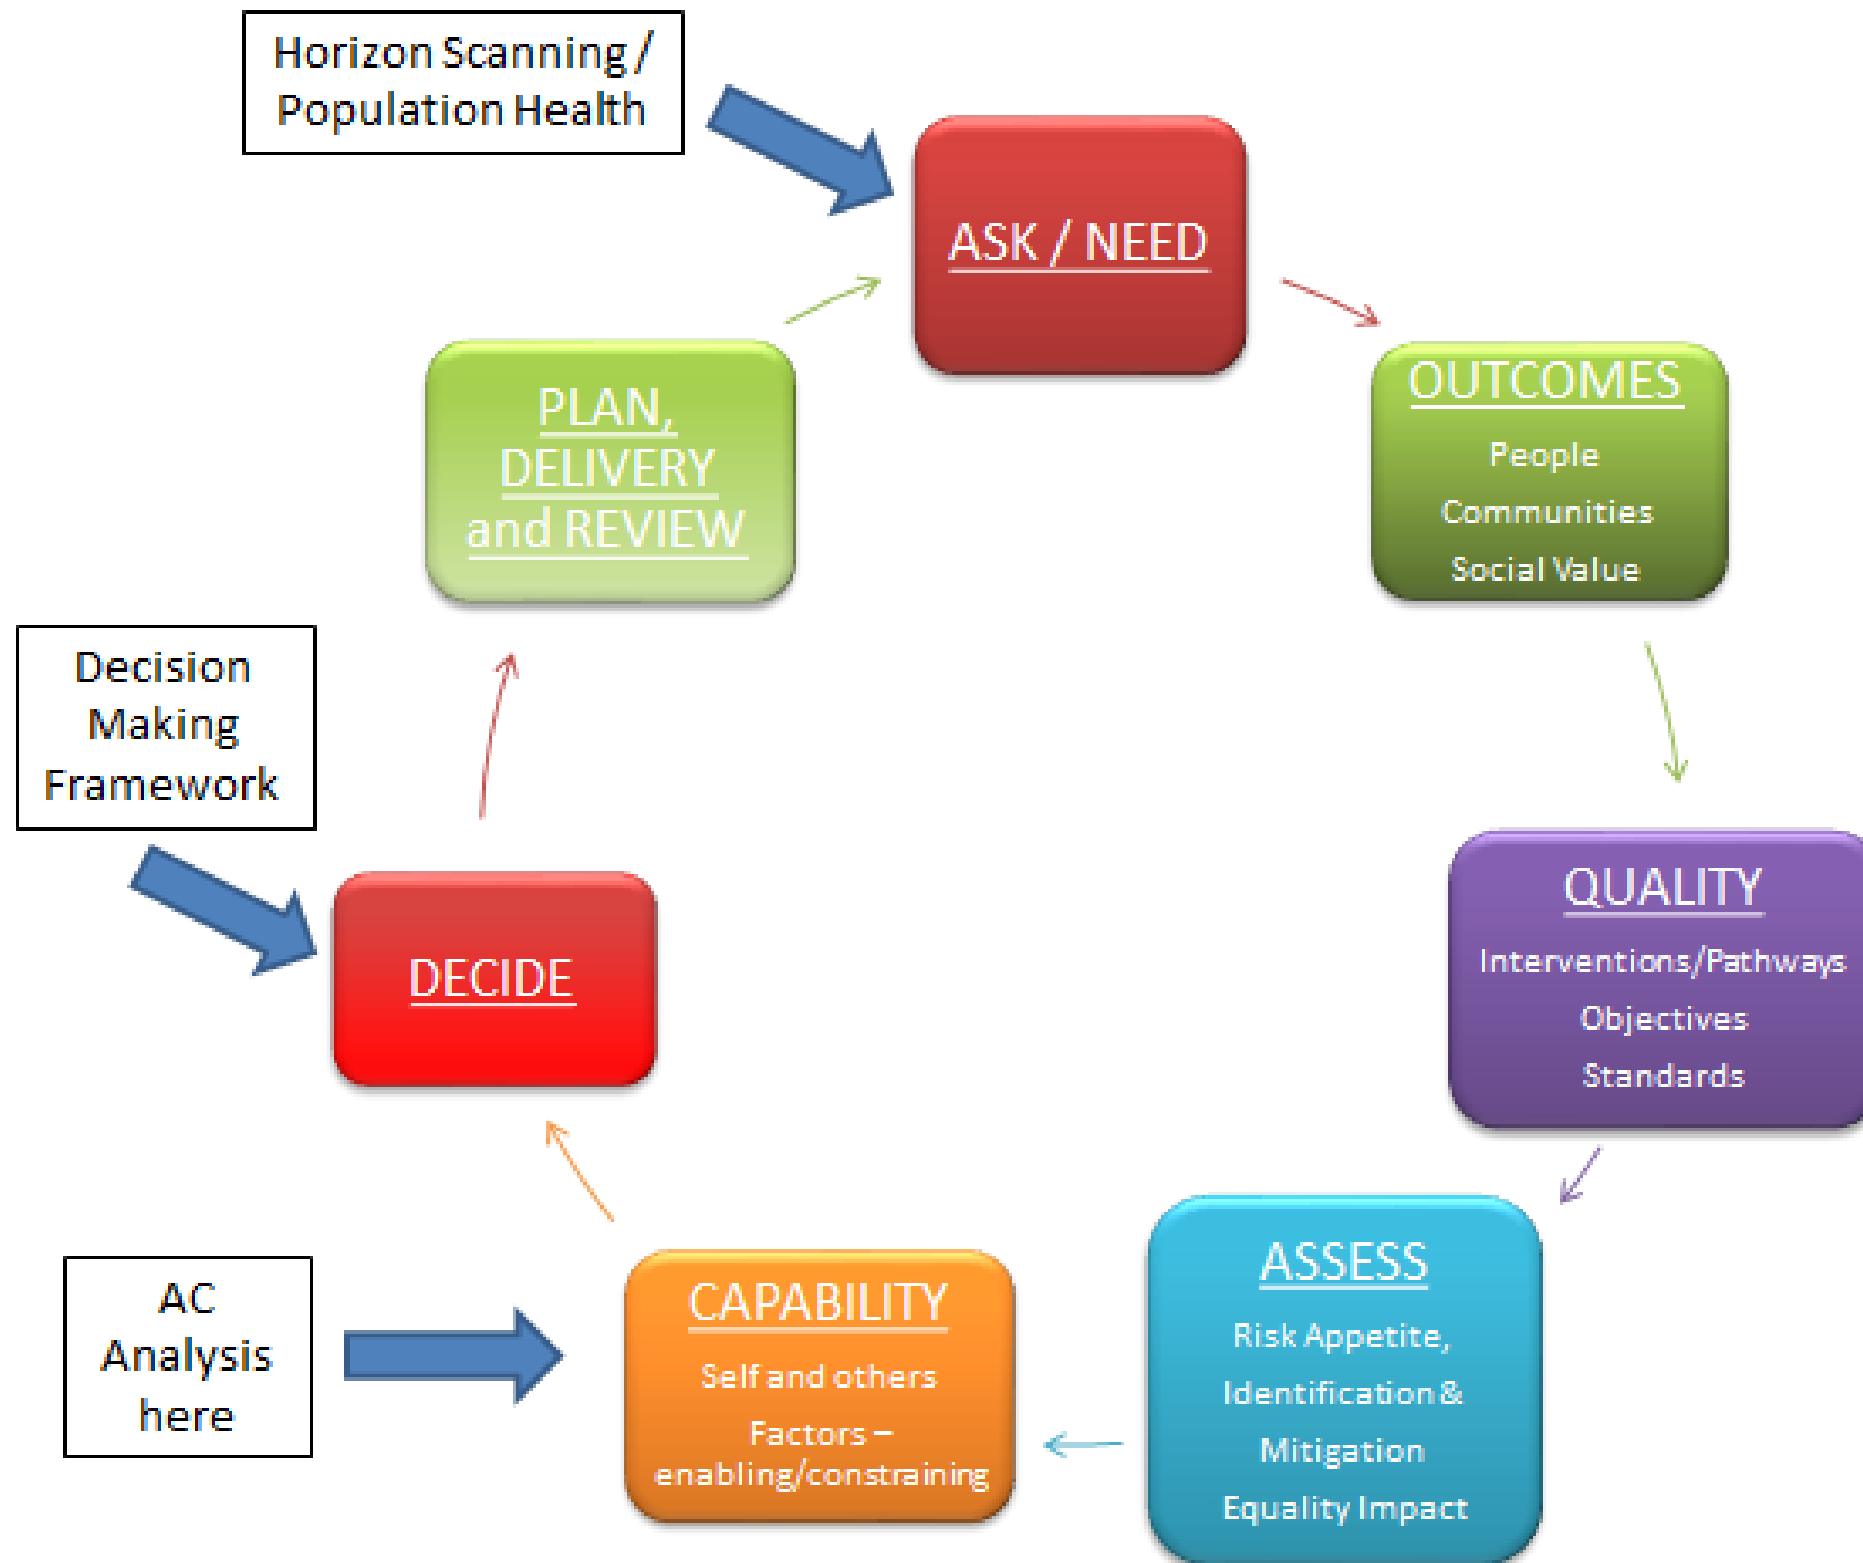 Horizon Scanning /
Population Health
ASK / NEED
OUTCOMES
People
Communities
Social Value
QUALITY
Interventions/Pathways
Objectives
Standards
ASSESS
Risk Appetite,
Identification &
Mitigation
Equality Impact
CAPABILITY
Self and others
Factors –
enabling/constraining
AC
Analysis
here
DECIDE
Decision
Making
Framework
PLAN,
DELIVERY
and REVIEW